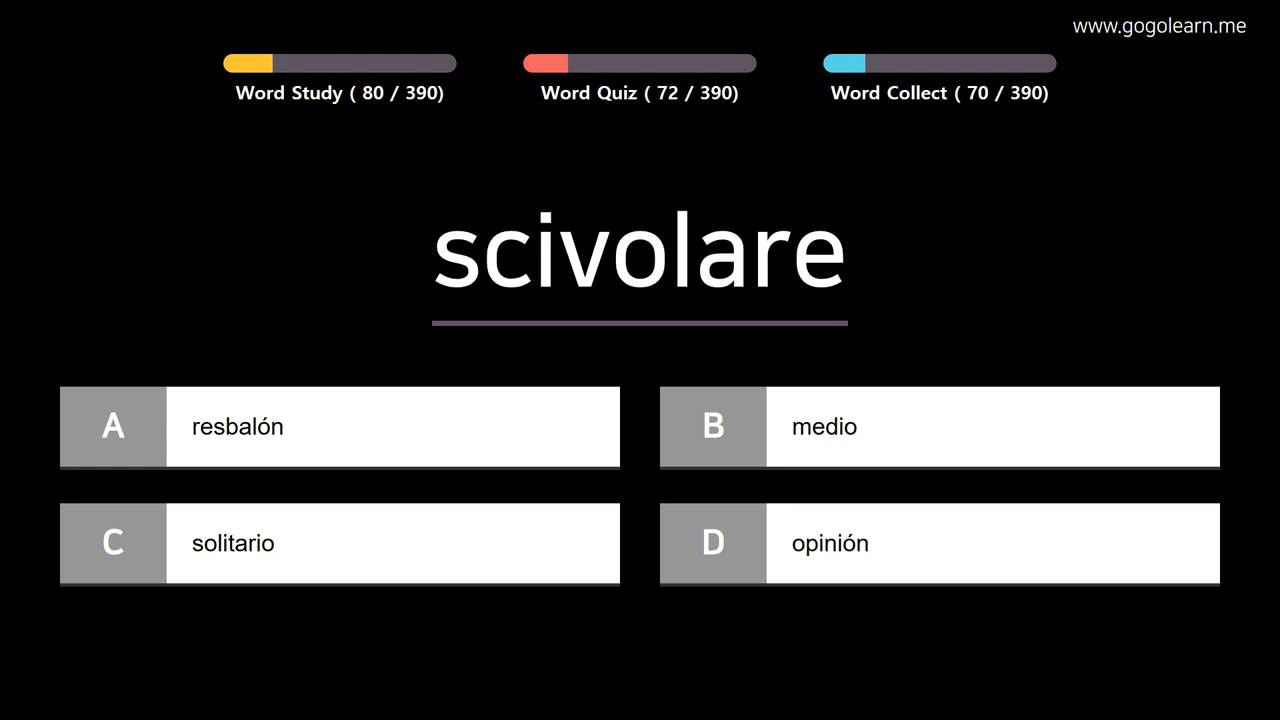 www.gogolearn.me
Word Study ( 80 / 390)
Word Quiz ( 72 / 390)
Word Collect ( 70 / 390)
scivolare
A resbalón
B medio
C solitario
D opinión